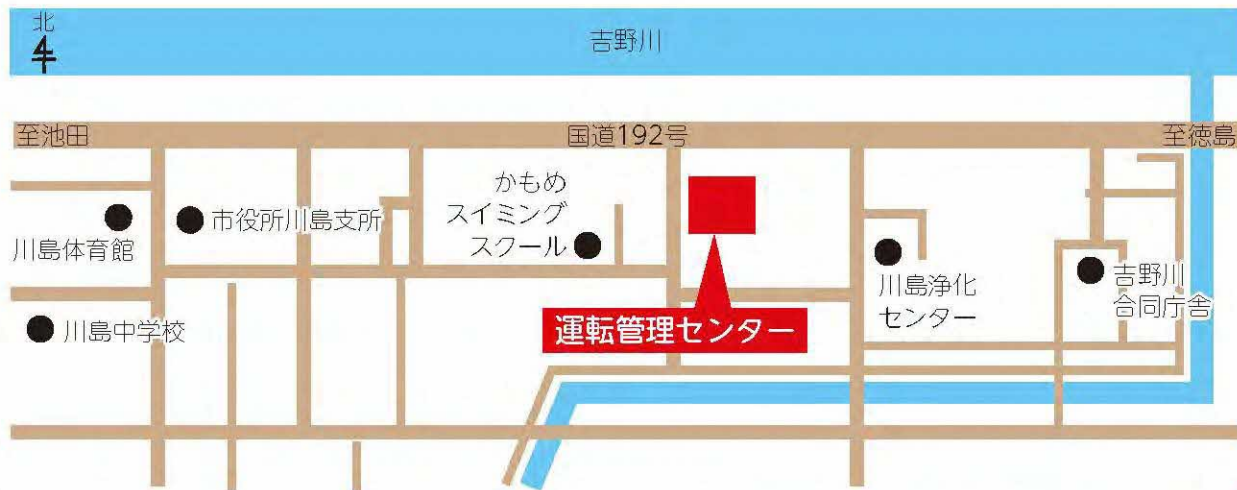 北
吉野川
至池田
国道192号
至徳島
かもめ
スイミング
スクール
市役所川島支所
川島体育館
川島浄化
センター
吉野川
合同庁舎
運転管理センター
川島中学校